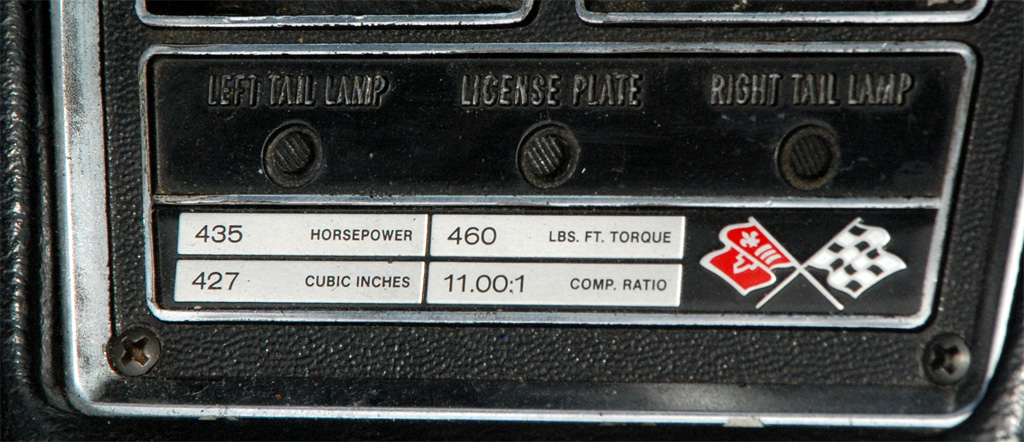 LEFT TAIL LAMP LICENSE PLATE RIGHT TAIL LAMP
435 HORSEPOWER 460 LBS. FT. TORQUE
427 CUBIC INCHES 11.00:1 COMP. RATIO